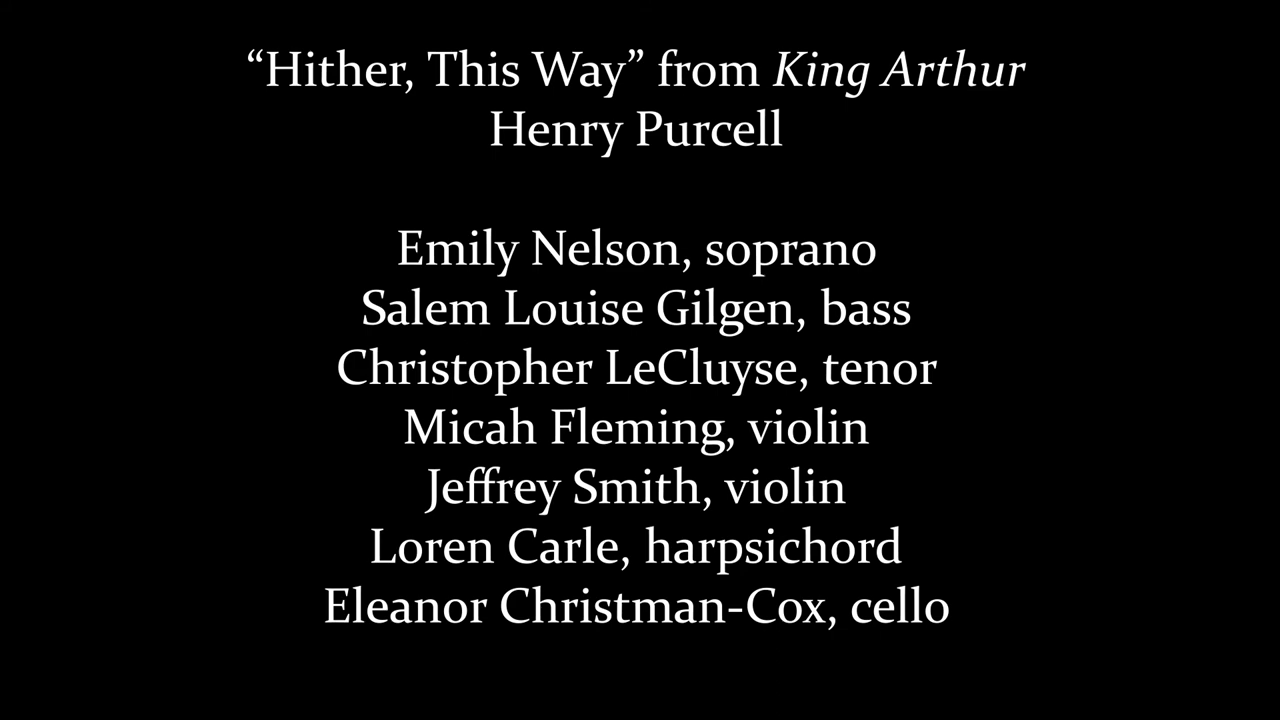 “Hither, This Way” from King Arthur
Henry Purcell
Emily Nelson, soprano
Salem Louise Gilgen, bass
Christopher LeCluyse, tenor
Micah Fleming, violin
Jeffrey Smith, violin
Loren Carle, harpsichord
Eleanor Christman-Cox, cello